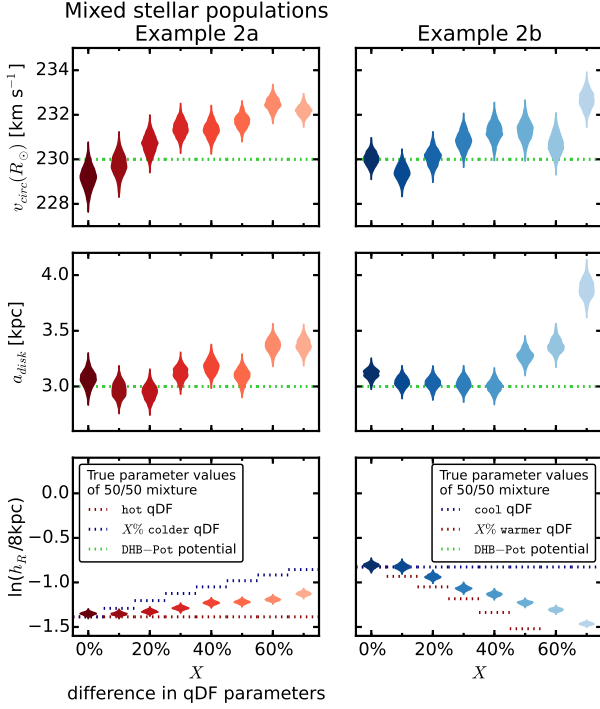 Mixed stellar populations
Example 2a
Example 2b
234
232
230
228
v_circ(R_⊙) [km s⁻¹]
4.0
3.5
3.0
a_disk [kpc]
0.0
−0.5
−1.0
−1.5
ln(h_R/8kpc)
True parameter values
of 50/50 mixture
hot qDF
X% colder qDF
DHB−Pot potential
True parameter values
of 50/50 mixture
cool qDF
X% warmer qDF
DHB−Pot potential
0% 20% 40% 60%
0% 20% 40% 60%
X
X
difference in qDF parameters